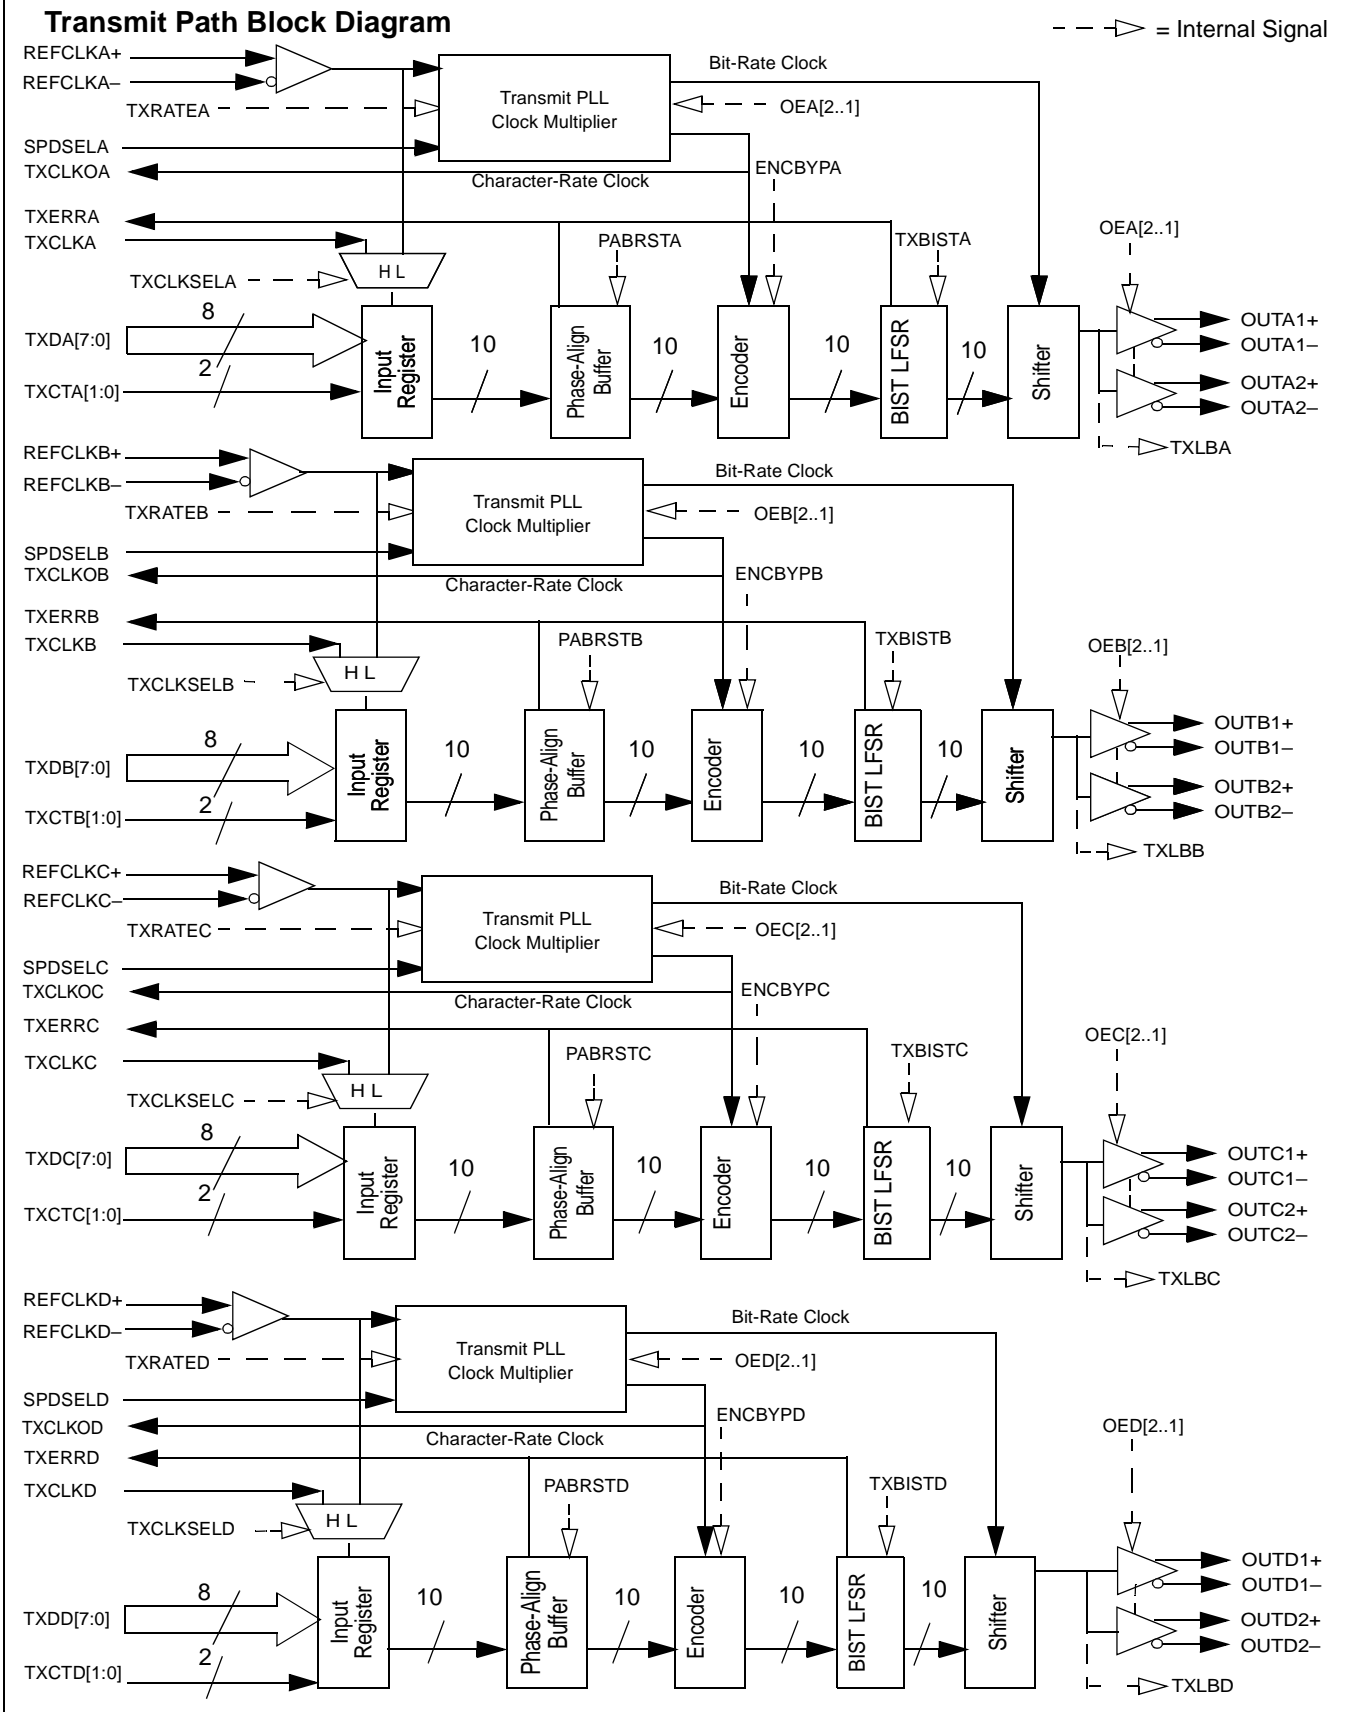 Transmit Path Block Diagram
= Internal Signal
REFCLKA+
REFCLKA–
TXRATEA
SPDSELA
TXCLKOA
Transmit PLL
Clock Multiplier
Bit-Rate Clock
OEA[2..1]
Character-Rate Clock
ENCBYPA
TXERRA
TXCLKA
PABRSTA
TXBISTA
OEA[2..1]
TXCLKSELA
H L
8
TXDA[7:0]
2
TXCTA[1:0]
Input
Register
10
Phase-Align
Buffer
10
Encoder
10
BIST LFSR
10
Shifter
OUTA1+
OUTA1–
OUTA2+
OUTA2–
TXLBA
REFCLKB+
REFCLKB–
TXRATEB
SPDSELB
TXCLKOB
Transmit PLL
Clock Multiplier
Bit-Rate Clock
OEB[2..1]
Character-Rate Clock
ENCBYPB
TXERRB
TXCLKB
PABRSTB
TXBISTB
OEB[2..1]
TXCLKSELB
H L
8
TXDB[7:0]
2
TXCTB[1:0]
Input
Register
10
Phase-Align
Buffer
10
Encoder
10
BIST LFSR
10
Shifter
OUTB1+
OUTB1–
OUTB2+
OUTB2–
TXLBB
REFCLKC+
REFCLKC–
TXRATEC
SPDSELC
TXCLKOC
Transmit PLL
Clock Multiplier
Bit-Rate Clock
OEC[2..1]
Character-Rate Clock
ENCBYPC
TXERRC
TXCLKC
PABRSTC
TXBISTC
OEC[2..1]
TXCLKSELC
H L
8
TXDC[7:0]
2
TXCTC[1:0]
Input
Register
10
Phase-Align
Buffer
10
Encoder
10
BIST LFSR
10
Shifter
OUTC1+
OUTC1–
OUTC2+
OUTC2–
TXLBC
REFCLKD+
REFCLKD–
TXRATED
SPDSELD
TXCLKOD
Transmit PLL
Clock Multiplier
Bit-Rate Clock
OED[2..1]
Character-Rate Clock
ENCBYPD
TXERRD
TXCLKD
PABRSTD
TXBISTD
OED[2..1]
TXCLKSELD
H L
8
TXDD[7:0]
2
TXCTD[1:0]
Input
Register
10
Phase-Align
Buffer
10
Encoder
10
BIST LFSR
10
Shifter
OUTD1+
OUTD1–
OUTD2+
OUTD2–
TXLBD